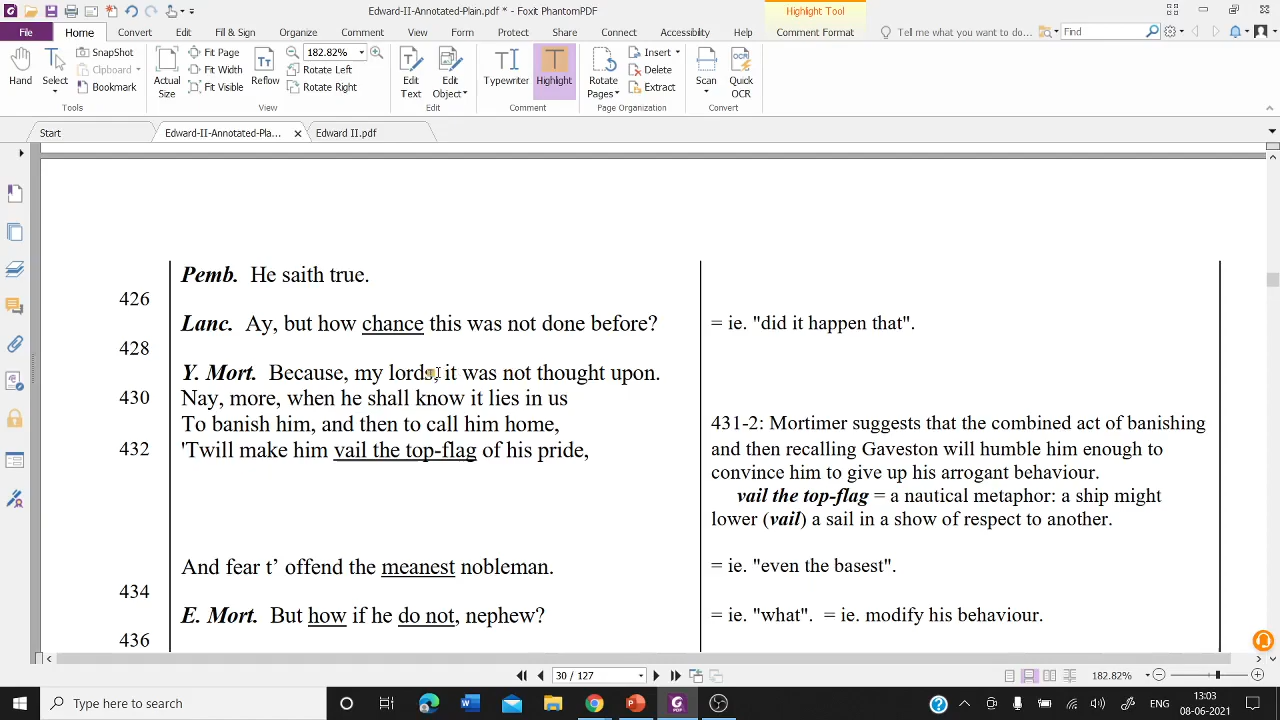 Edward-II-Annotated-Plain.pdf * - Foxit PhantomPDF
Highlight Tool
File Home Convert Edit Fill & Sign Organize Comment View Form Protect Share Connect Accessibility Help Comment Format Tell me what you want to do... Find
SnapShot Fit Page 182.82% Insert
Clipboard Fit Width Rotate Left Delete
Bookmark Fit Visible Rotate Right Extract
Hand Select Actual Size Reflow Edit Text Edit Object Typewriter Highlight Rotate Pages Scan Quick OCR
Tools View Edit Comment Page Organization Convert
Start Edward-II-Annotated-Pla... Edward II.pdf
Pemb. He saith true.
426
Lanc. Ay, but how chance this was not done before? = ie. "did it happen that".
428
Y. Mort. Because, my lords, it was not thought upon.
430 Nay, more, when he shall know it lies in us
To banish him, and then to call him home, 431-2: Mortimer suggests that the combined act of banishing
432 'Twill make him vail the top-flag of his pride, and then recalling Gaveston will humble him enough to
convince him to give up his arrogant behaviour.
vail the top-flag = a nautical metaphor: a ship might
lower (vail) a sail in a show of respect to another.
And fear t' offend the meanest nobleman. = ie. "even the basest".
434
E. Mort. But how if he do not, nephew? = ie. "what". = ie. modify his behaviour.
436
30 / 127 182.82%
Type here to search
13:03
08-06-2021